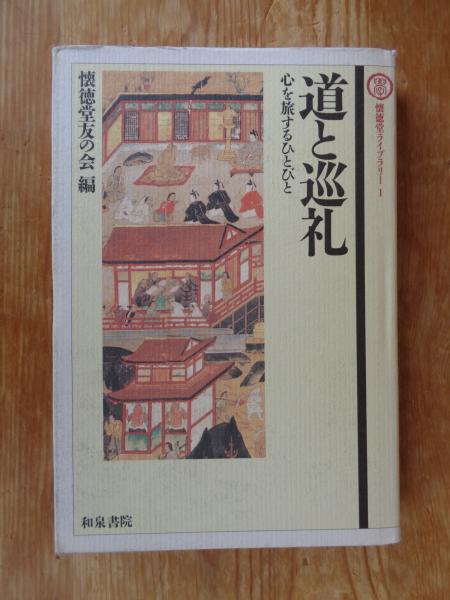 懐徳堂ライブラリー1
道と巡礼
心を旅するひとびと
懐徳堂友の会 編
和泉書院